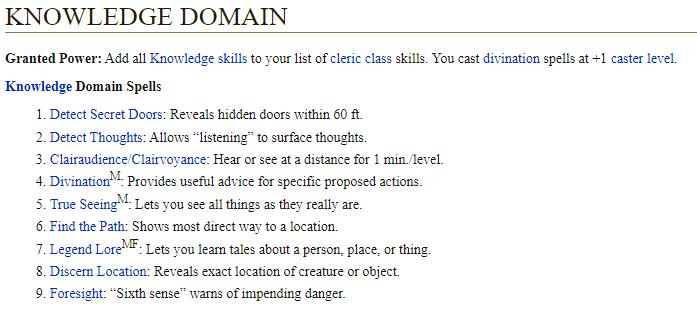 KNOWLEDGE DOMAIN
Granted Power: Add all Knowledge skills to your list of cleric class skills. You cast divination spells at +1 caster level.
Knowledge Domain Spells
1. Detect Secret Doors: Reveals hidden doors within 60 ft.
2. Detect Thoughts: Allows “listening” to surface thoughts.
3. Clairaudience/Clairvoyance: Hear or see at a distance for 1 min./level.
4. DivinationM: Provides useful advice for specific proposed actions.
5. True SeeingM: Lets you see all things as they really are.
6. Find the Path: Shows most direct way to a location.
7. Legend LoreMF: Lets you learn tales about a person, place, or thing.
8. Discern Location: Reveals exact location of creature or object.
9. Foresight: “Sixth sense” warns of impending danger.